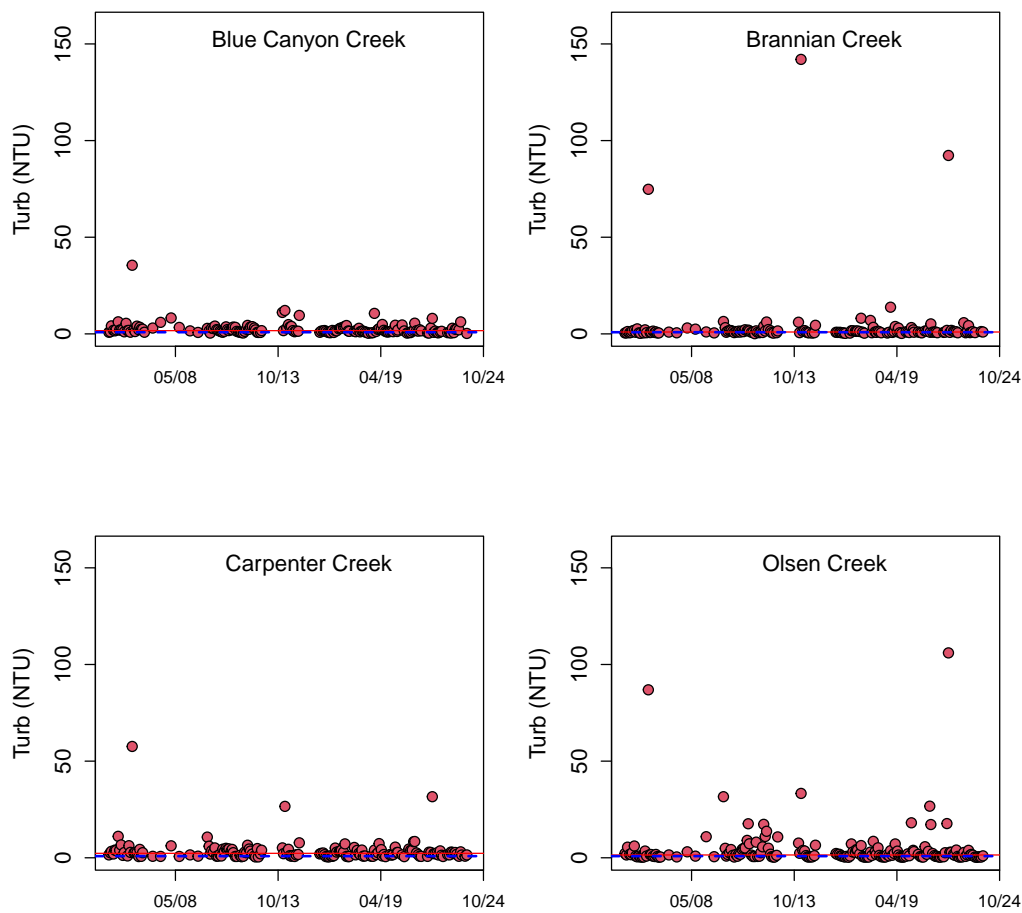 Blue Canyon Creek
Turb (NTU)
150
100
50
0
05/08 10/13 04/19 10/24
Brannian Creek
Turb (NTU)
150
100
50
0
05/08 10/13 04/19 10/24
Carpenter Creek
Turb (NTU)
150
100
50
0
05/08 10/13 04/19 10/24
Olsen Creek
Turb (NTU)
150
100
50
0
05/08 10/13 04/19 10/24